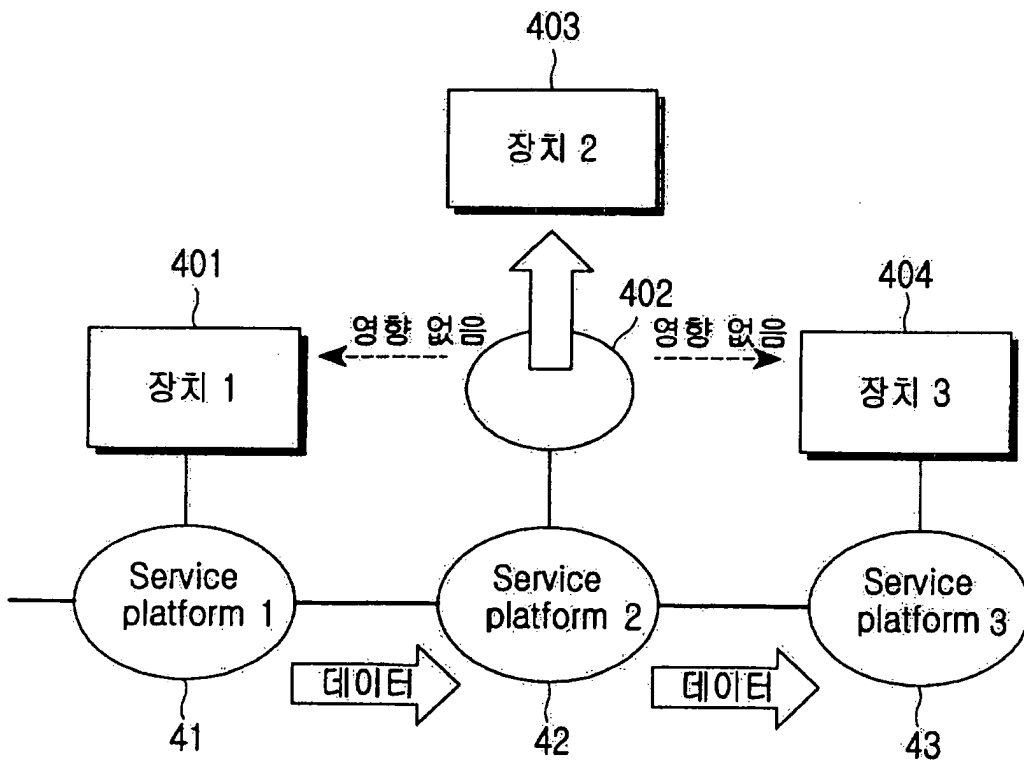 403
장치 2
401
402
404
영향 없음
영향 없음
장치 1
장치 3
Service
platform 1
Service
platform 2
Service
platform 3
데이터
데이터
41
42
43